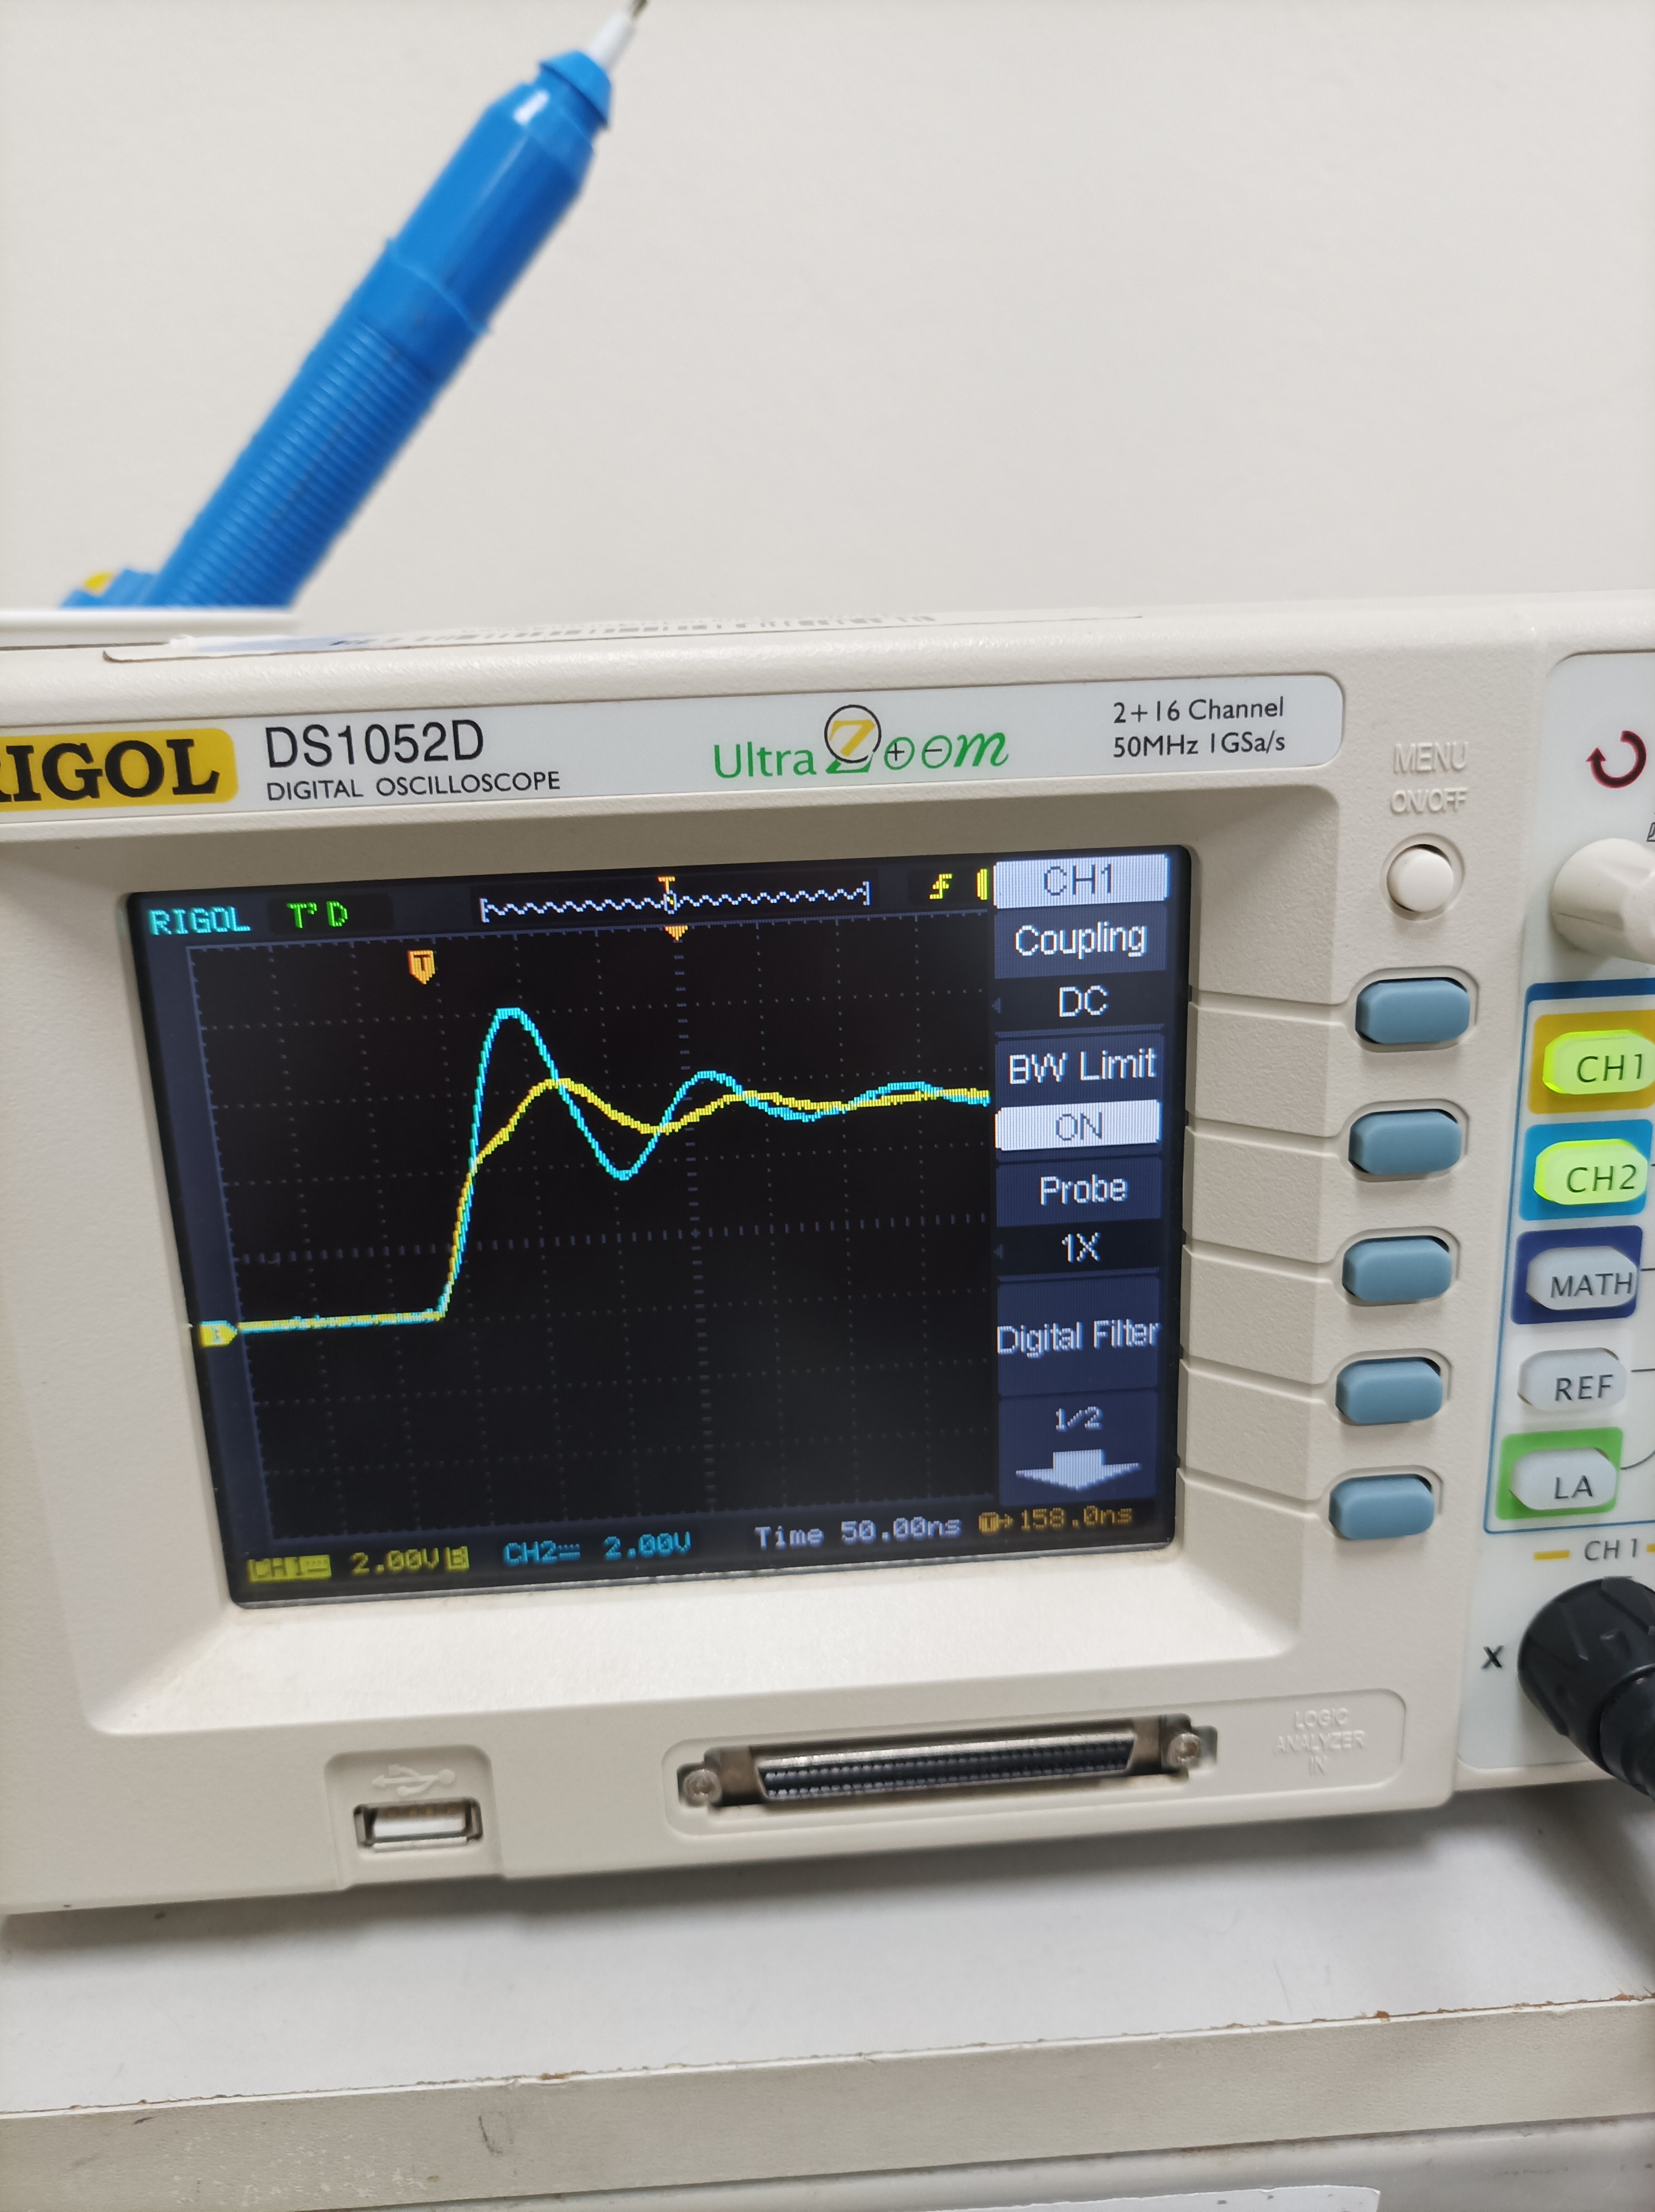 RIGOL
DS1052D
DIGITAL OSCILLOSCOPE
Ultra Zoom
2+16 Channel
50MHz 1GSa/s
MENU
ON/OFF
RIGOL T'D
T
T
CH1
Coupling
DC
BW Limit
ON
Probe
1X
Digital Filter
1/2
CH1 2.00V B CH2 2.00V Time 50.00ns T→158.0ns
CH1
CH2
MATH
REF
LA
CH1
X
LOGIC
ANALYZER
IN